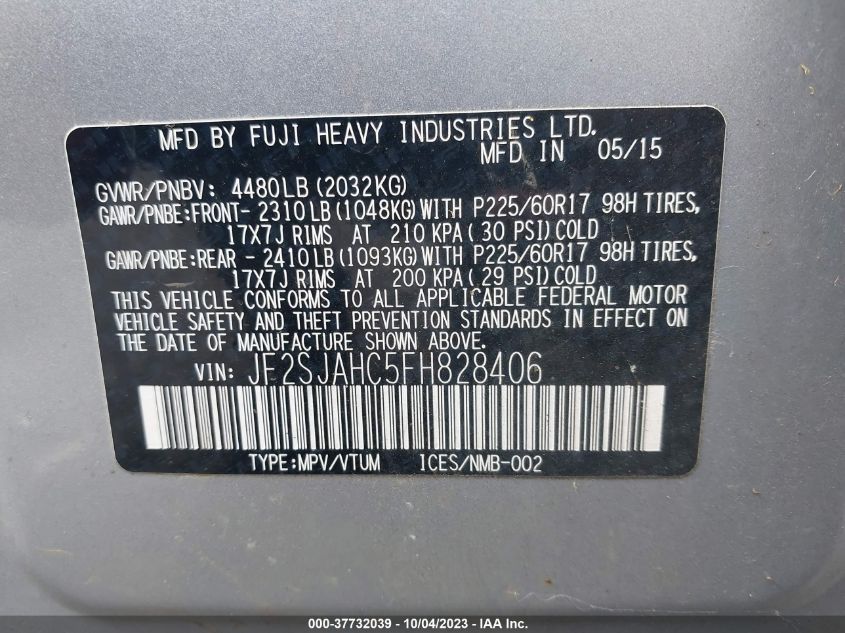 MFD BY FUJI HEAVY INDUSTRIES LTD.
MFD IN 05/15
GVWR/PNBV: 4480LB (2032KG)
GAWR/PNBE:FRONT- 2310LB (1048KG) WITH P225/60R17 98H TIRES,
17X7J RIMS AT 210 KPA( 30 PSI)COLD
GAWR/PNBE:REAR - 2410LB (1093KG) WITH P225/60R17 98H TIRES,
17X7J RIMS AT 200 KPA(29 PSI)COLD
THIS VEHICLE CONFORMS TO ALL APPLICABLE FEDERAL MOTOR
VEHICLE SAFETY AND THEFT PREVENTION STANDARDS IN EFFECT ON
THE DATE OF MANUFACTURE SHOWN ABOVE.
VIN: JF2SJAHC5FH828406
TYPE:MPV/VTUM ICES/NMB-002
000-37732039 - 10/04/2023 - IAA Inc.